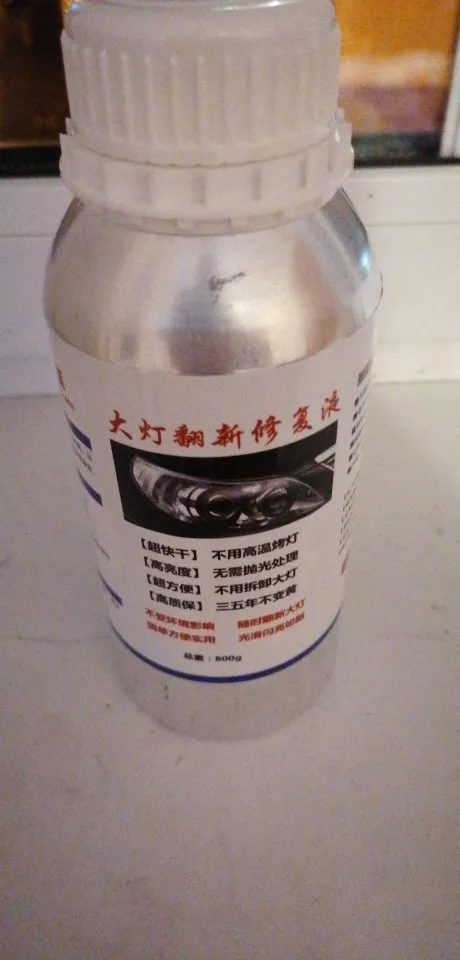 大灯翻新修复液
【超快干】 不用高温烤灯
【高亮度】 无需抛光处理
【超方便】 不用拆卸大灯
【高质保】 三五年不变黄
不受环境影响 随时翻新大灯
简单方便实用 光滑闪亮如新
总重：800g